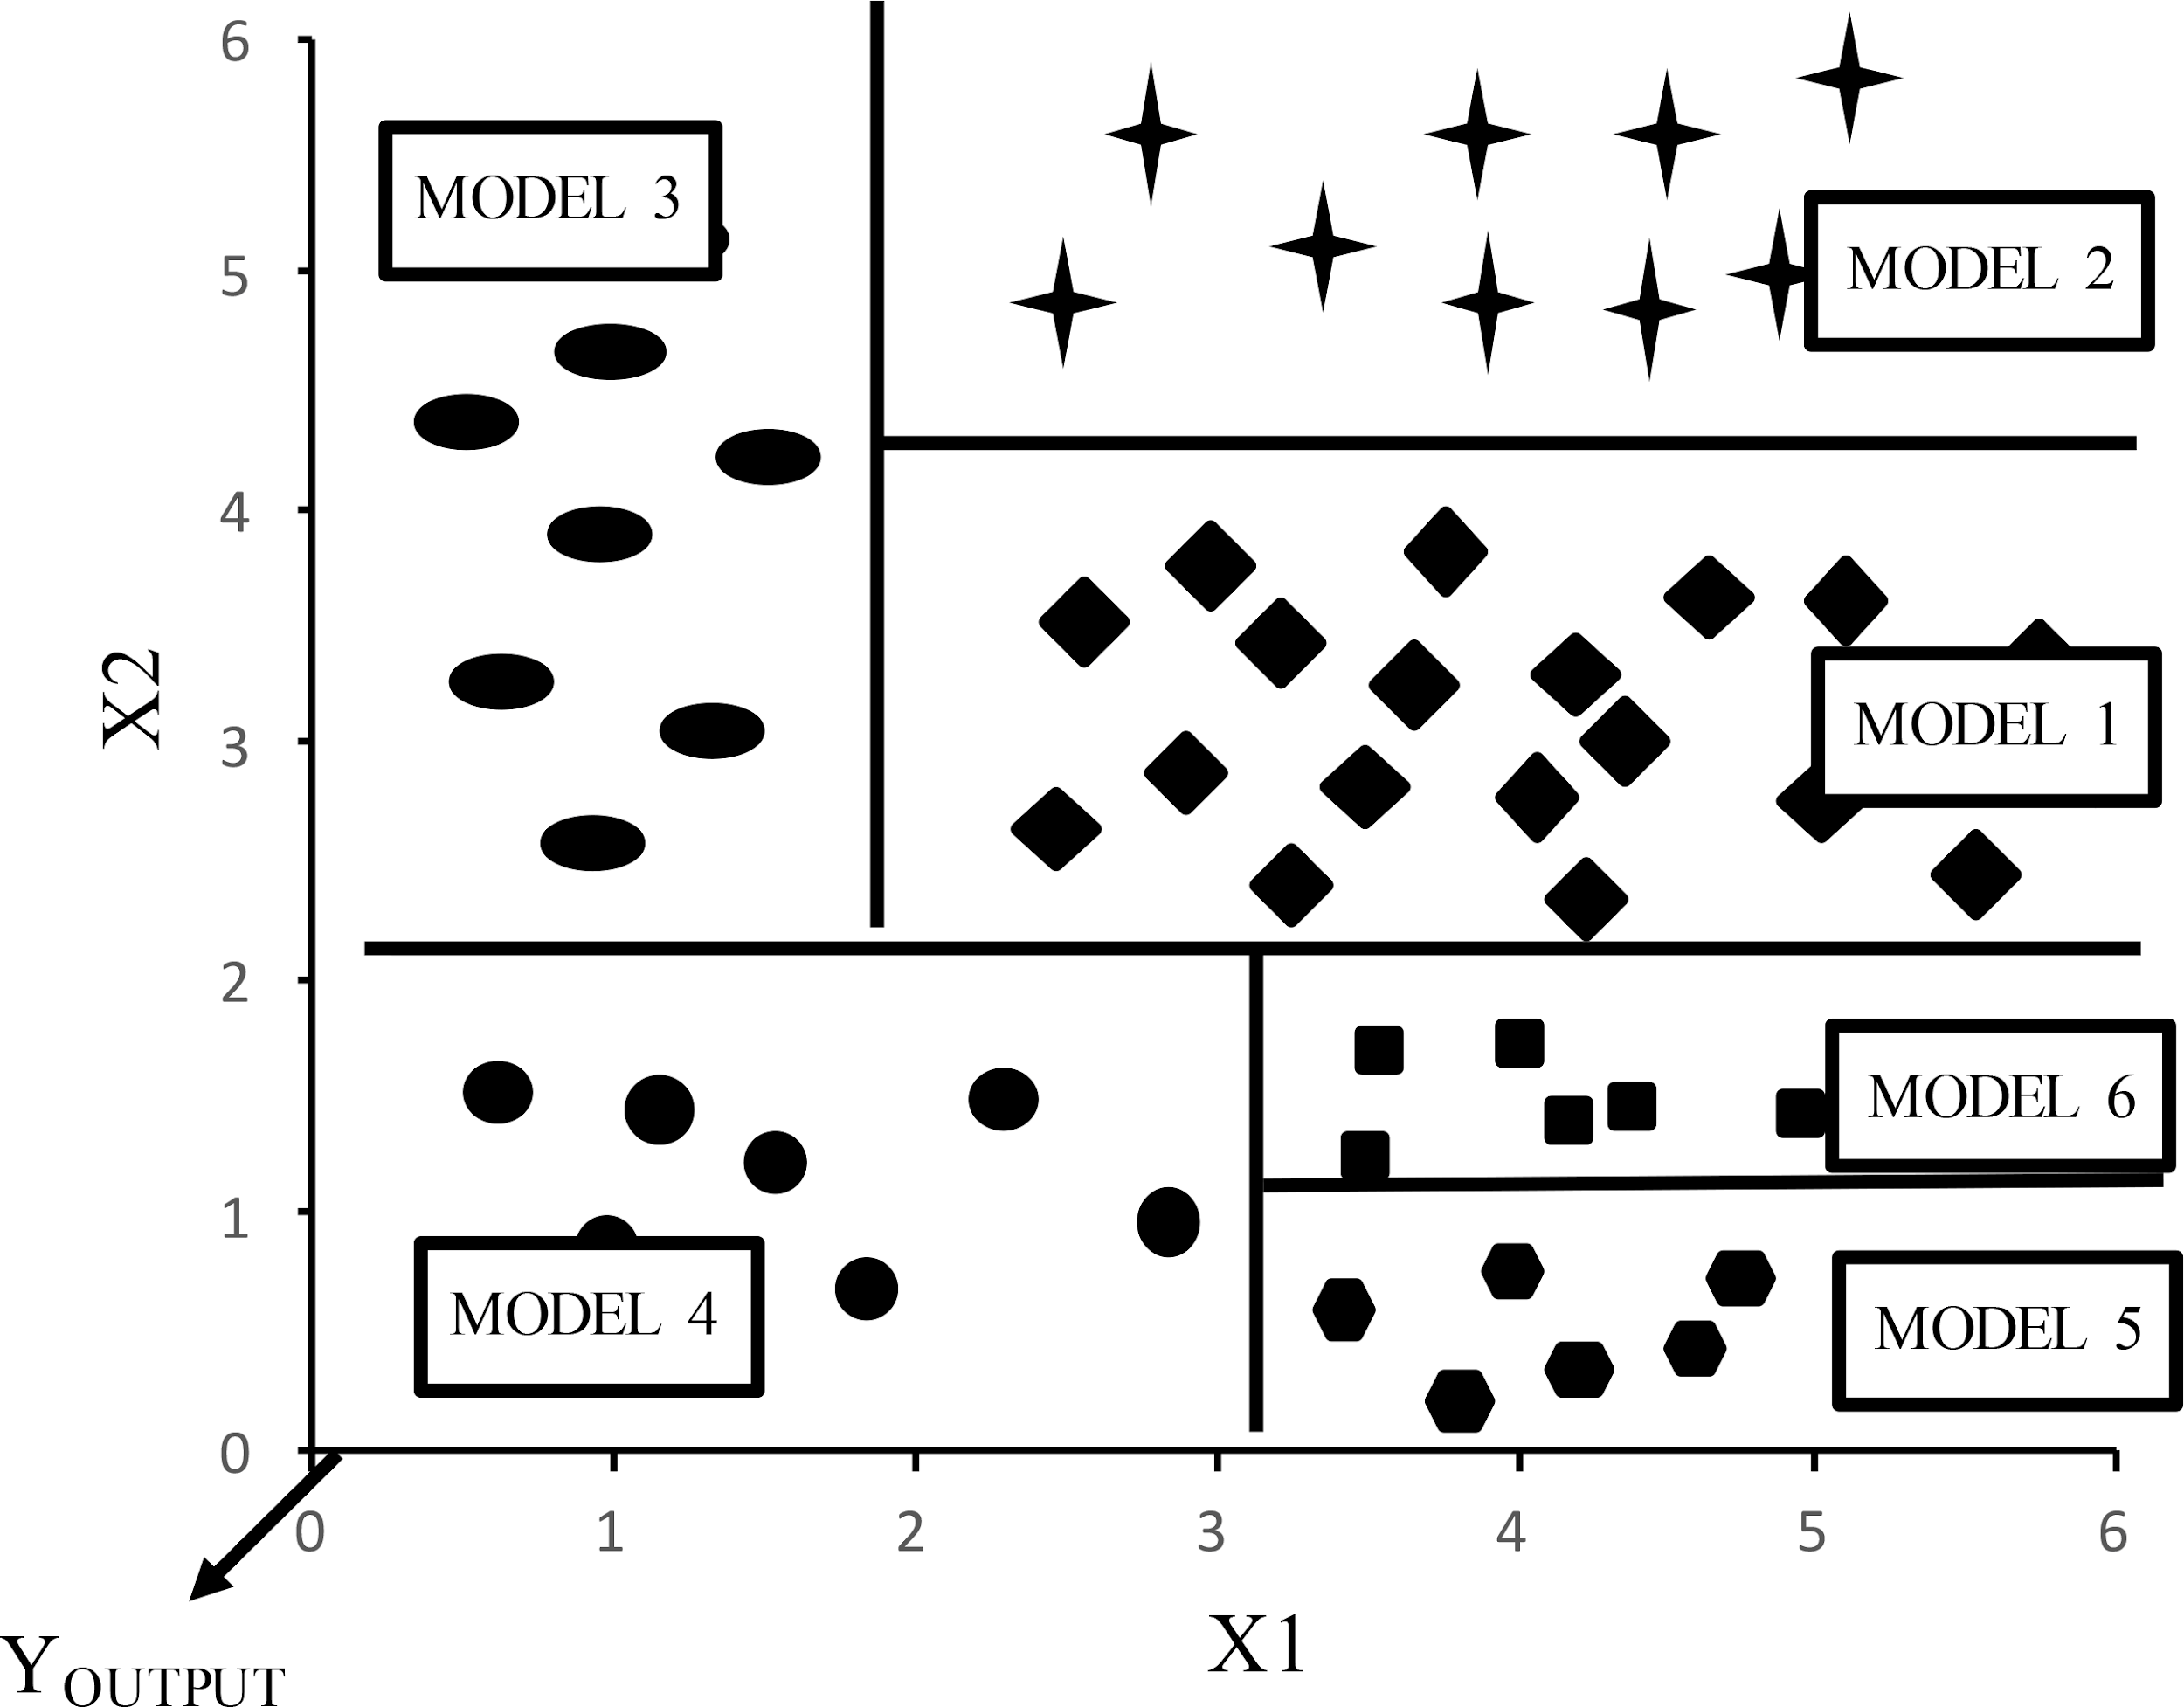 6
MODEL 3
MODEL 2
5
4
X2
MODEL 1
3
2
MODEL 6
1
MODEL 4
MODEL 5
0
0 1 2 3 4 5 6
X1
YOUTPUT